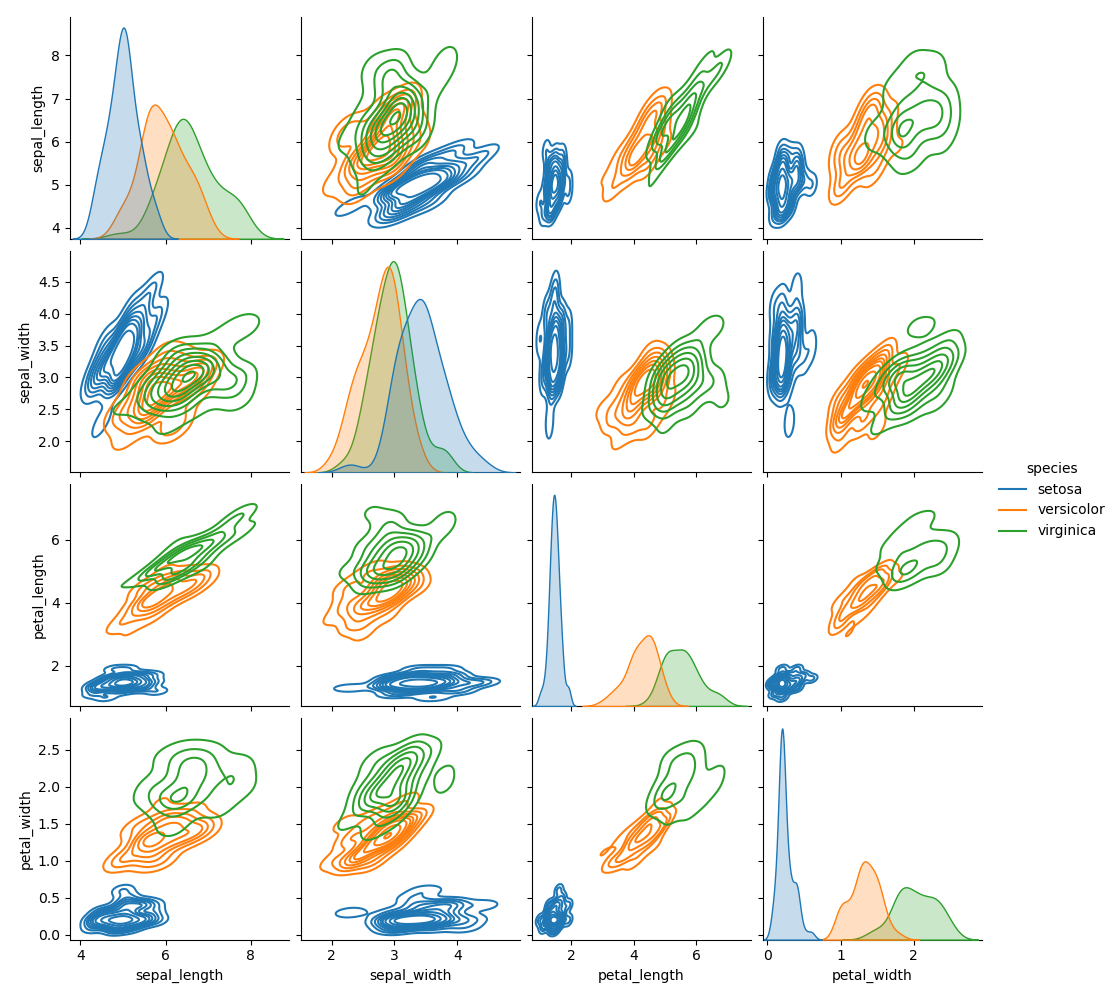 8
7
6
5
4
sepal_length
4.5
4.0
3.5
3.0
2.5
2.0
sepal_width
species
setosa
versicolor
virginica
6
4
2
petal_length
2.5
2.0
1.5
1.0
0.5
0.0
petal_width
4 6 8
sepal_length
2 3 4
sepal_width
2 4 6
petal_length
0 1 2
petal_width